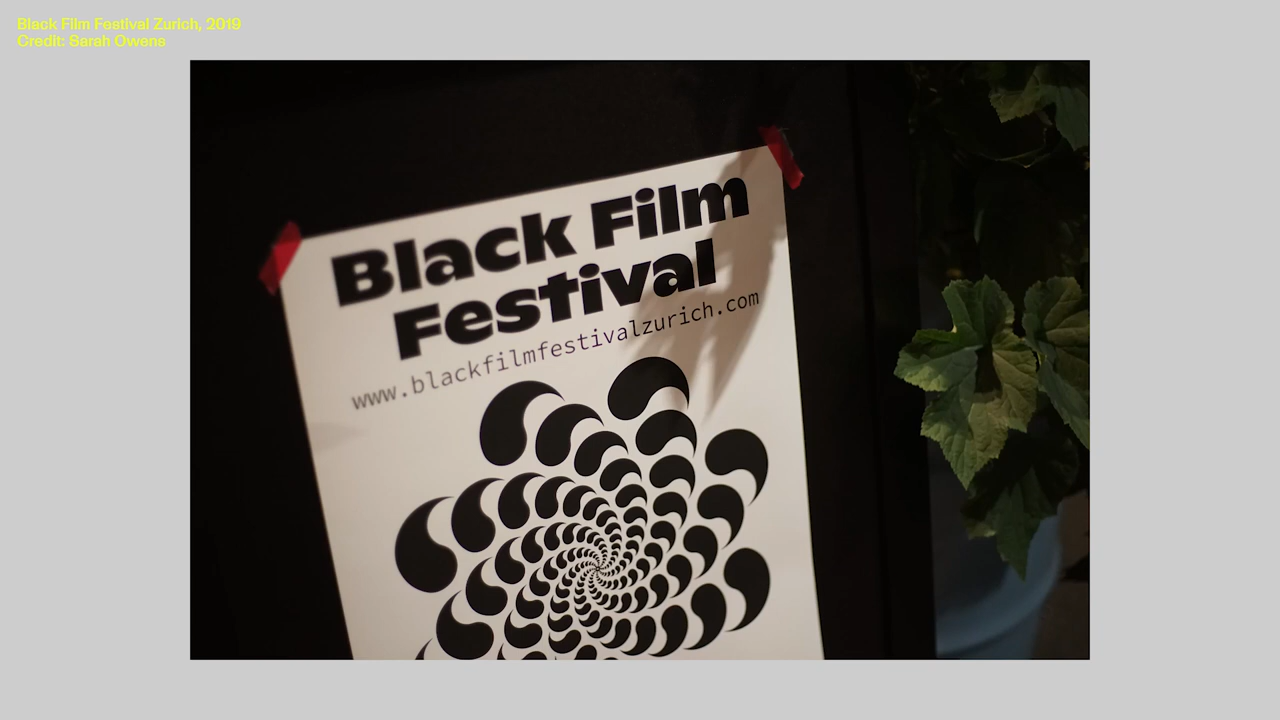 Black Film Festival Zurich, 2019
Credit: Sarah Owens
Black Film
Festival
www.blackfilmfestivalzurich.com